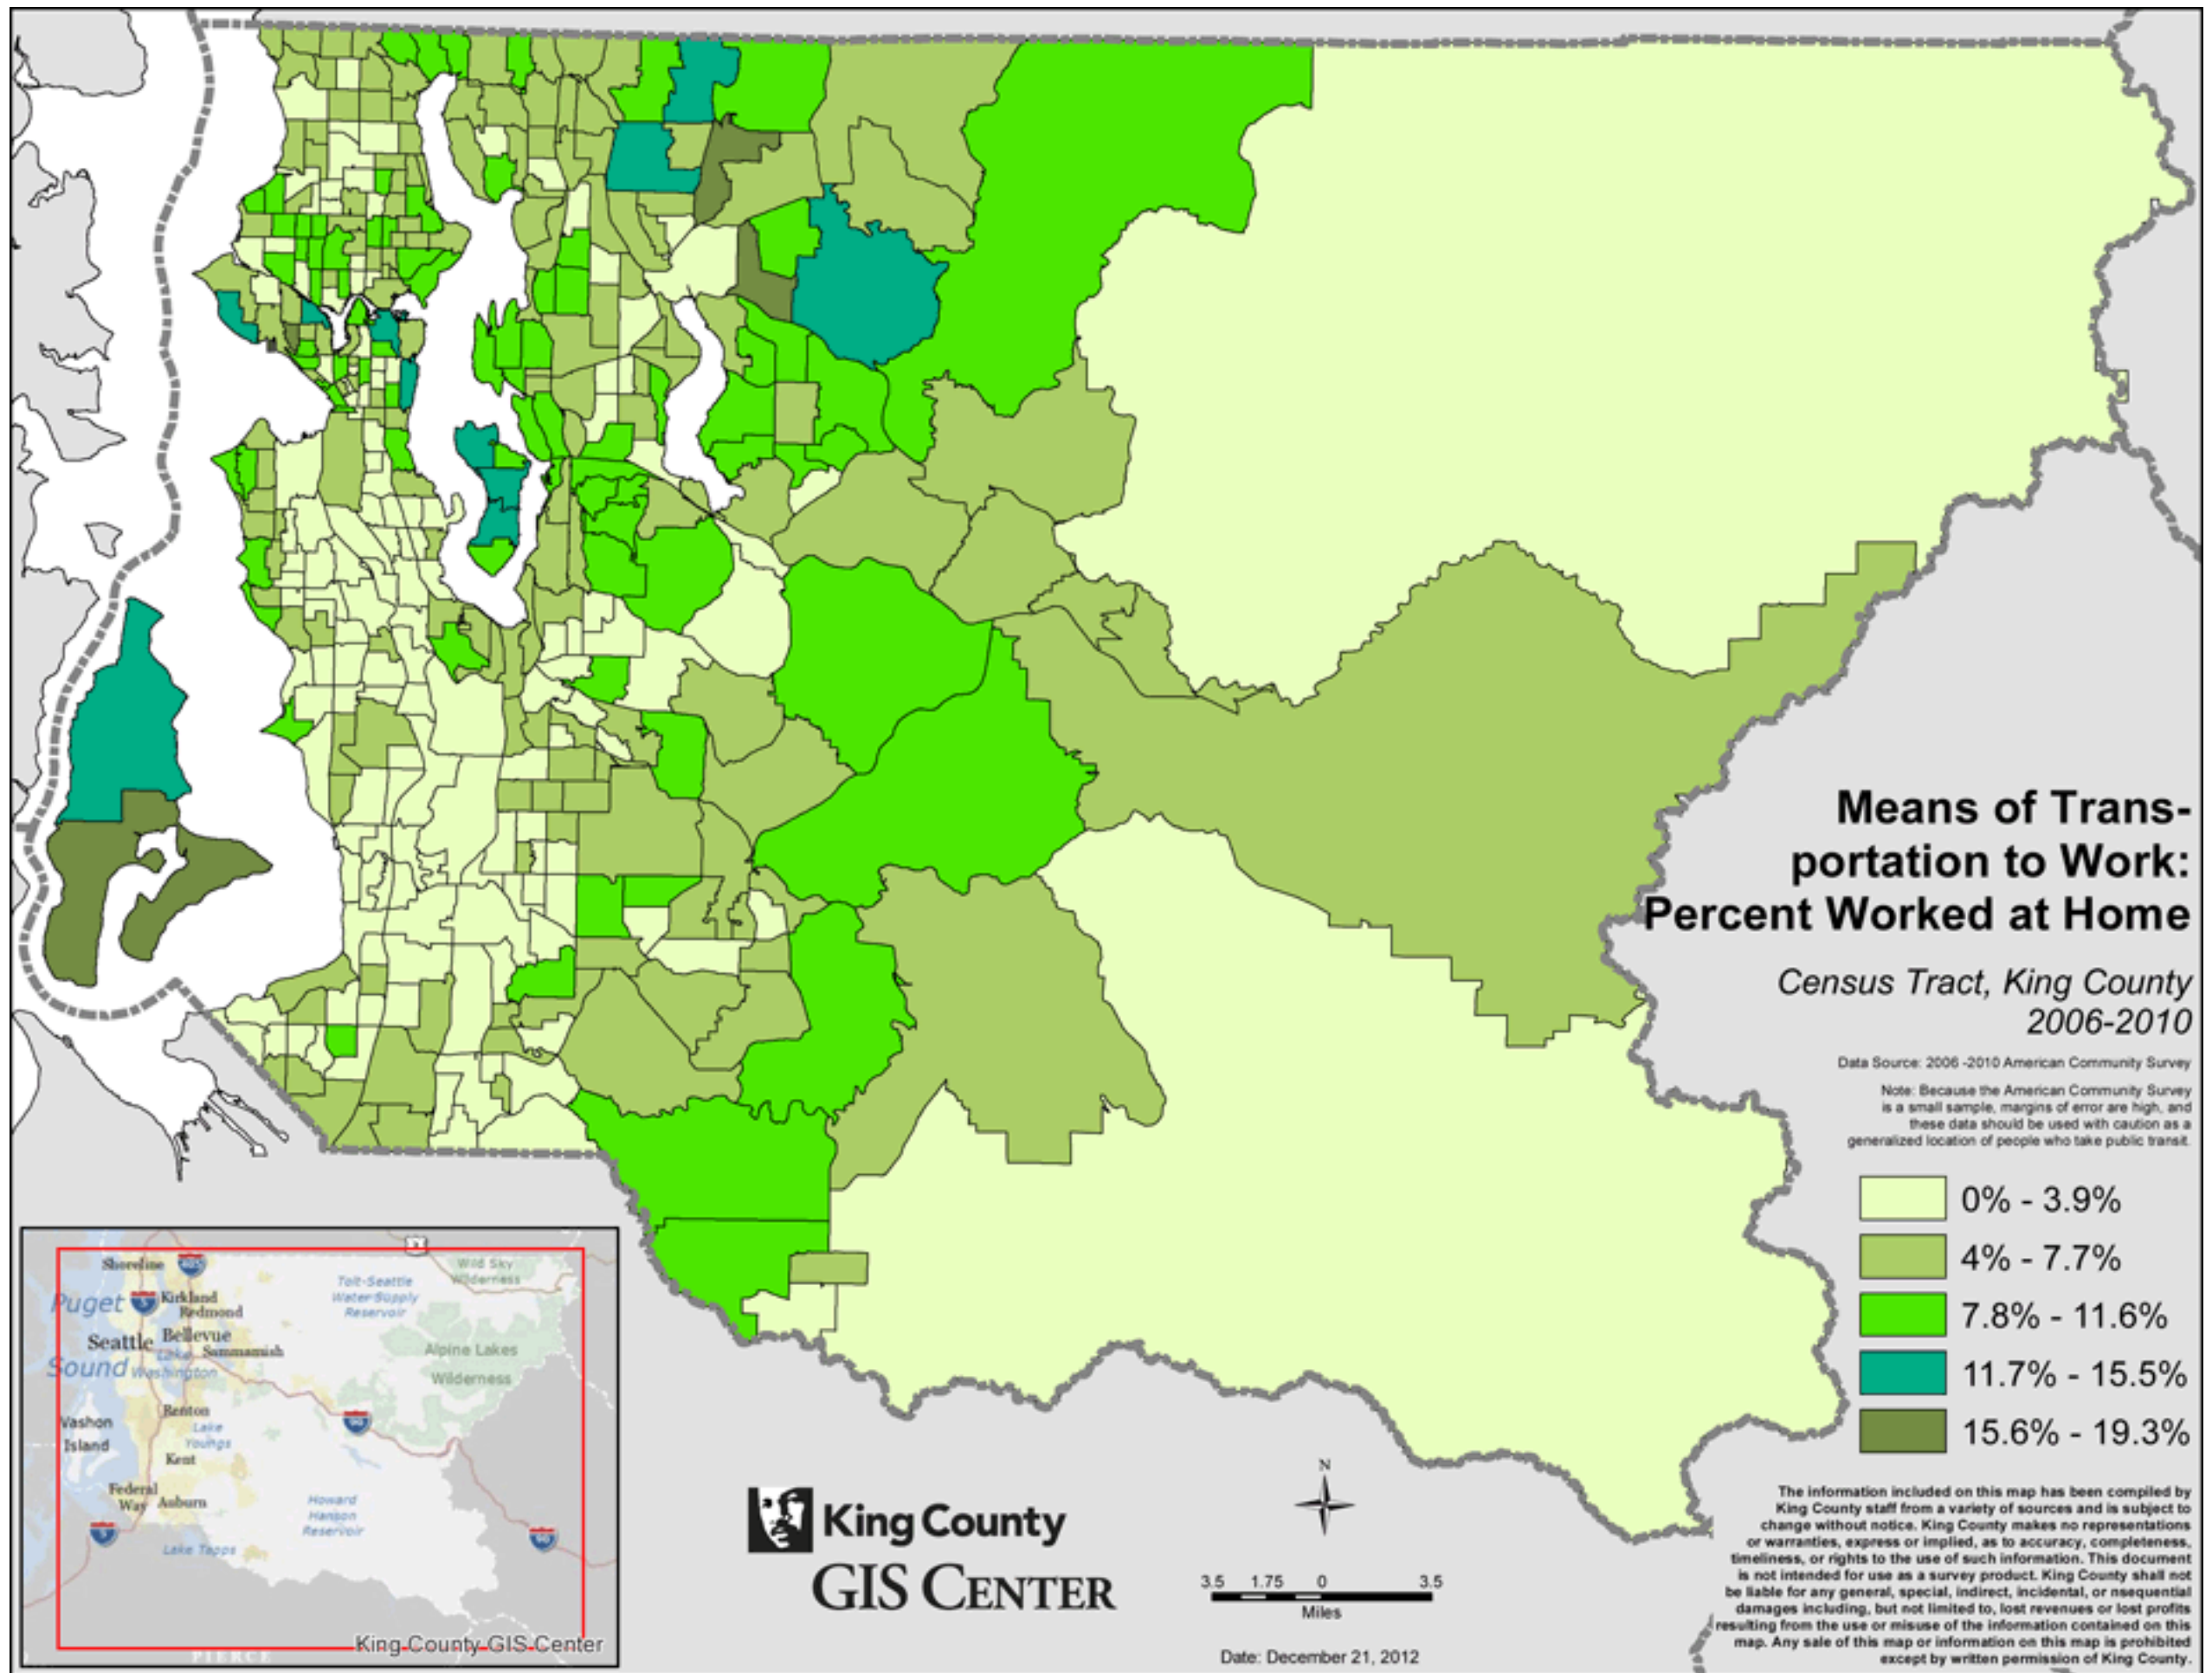 Means of Trans-
portation to Work:
Percent Worked at Home
Census Tract, King County
2006-2010
Data Source: 2006 -2010 American Community Survey
Note: Because the American Community Survey
is a small sample, margins of error are high, and
these data should be used with caution as a
generalized location of people who take public transit.
0% - 3.9%
4% - 7.7%
7.8% - 11.6%
11.7% - 15.5%
15.6% - 19.3%
The information included on this map has been compiled by
King County staff from a variety of sources and is subject to
change without notice. King County makes no representations
or warranties, express or implied, as to accuracy, completeness,
timeliness, or rights to the use of such information. This document
is not intended for use as a survey product. King County shall not
be liable for any general, special, indirect, incidental, or nsequential
damages including, but not limited to, lost revenues or lost profits
resulting from the use or misuse of the information contained on this
map. Any sale of this map or information on this map is prohibited
except by written permission of King County.
Shoreline
405
Wild Sky
Wilderness
Tolt-Seattle
Water Supply
Reservoir
Puget
5
Kirkland
Redmond
Seattle
Bellevue
Sound
Lake
Washington
Sammamish
Alpine Lakes
Wilderness
Vashon
Island
Renton
Lake
Youngs
90
Kent
Federal
Way
Auburn
Howard
Hanson
Reservoir
5
90
Lake Tapps
King County GIS Center
PIERCE
King County
GIS CENTER
N
3.5 1.75 0 3.5
Miles
Date: December 21, 2012